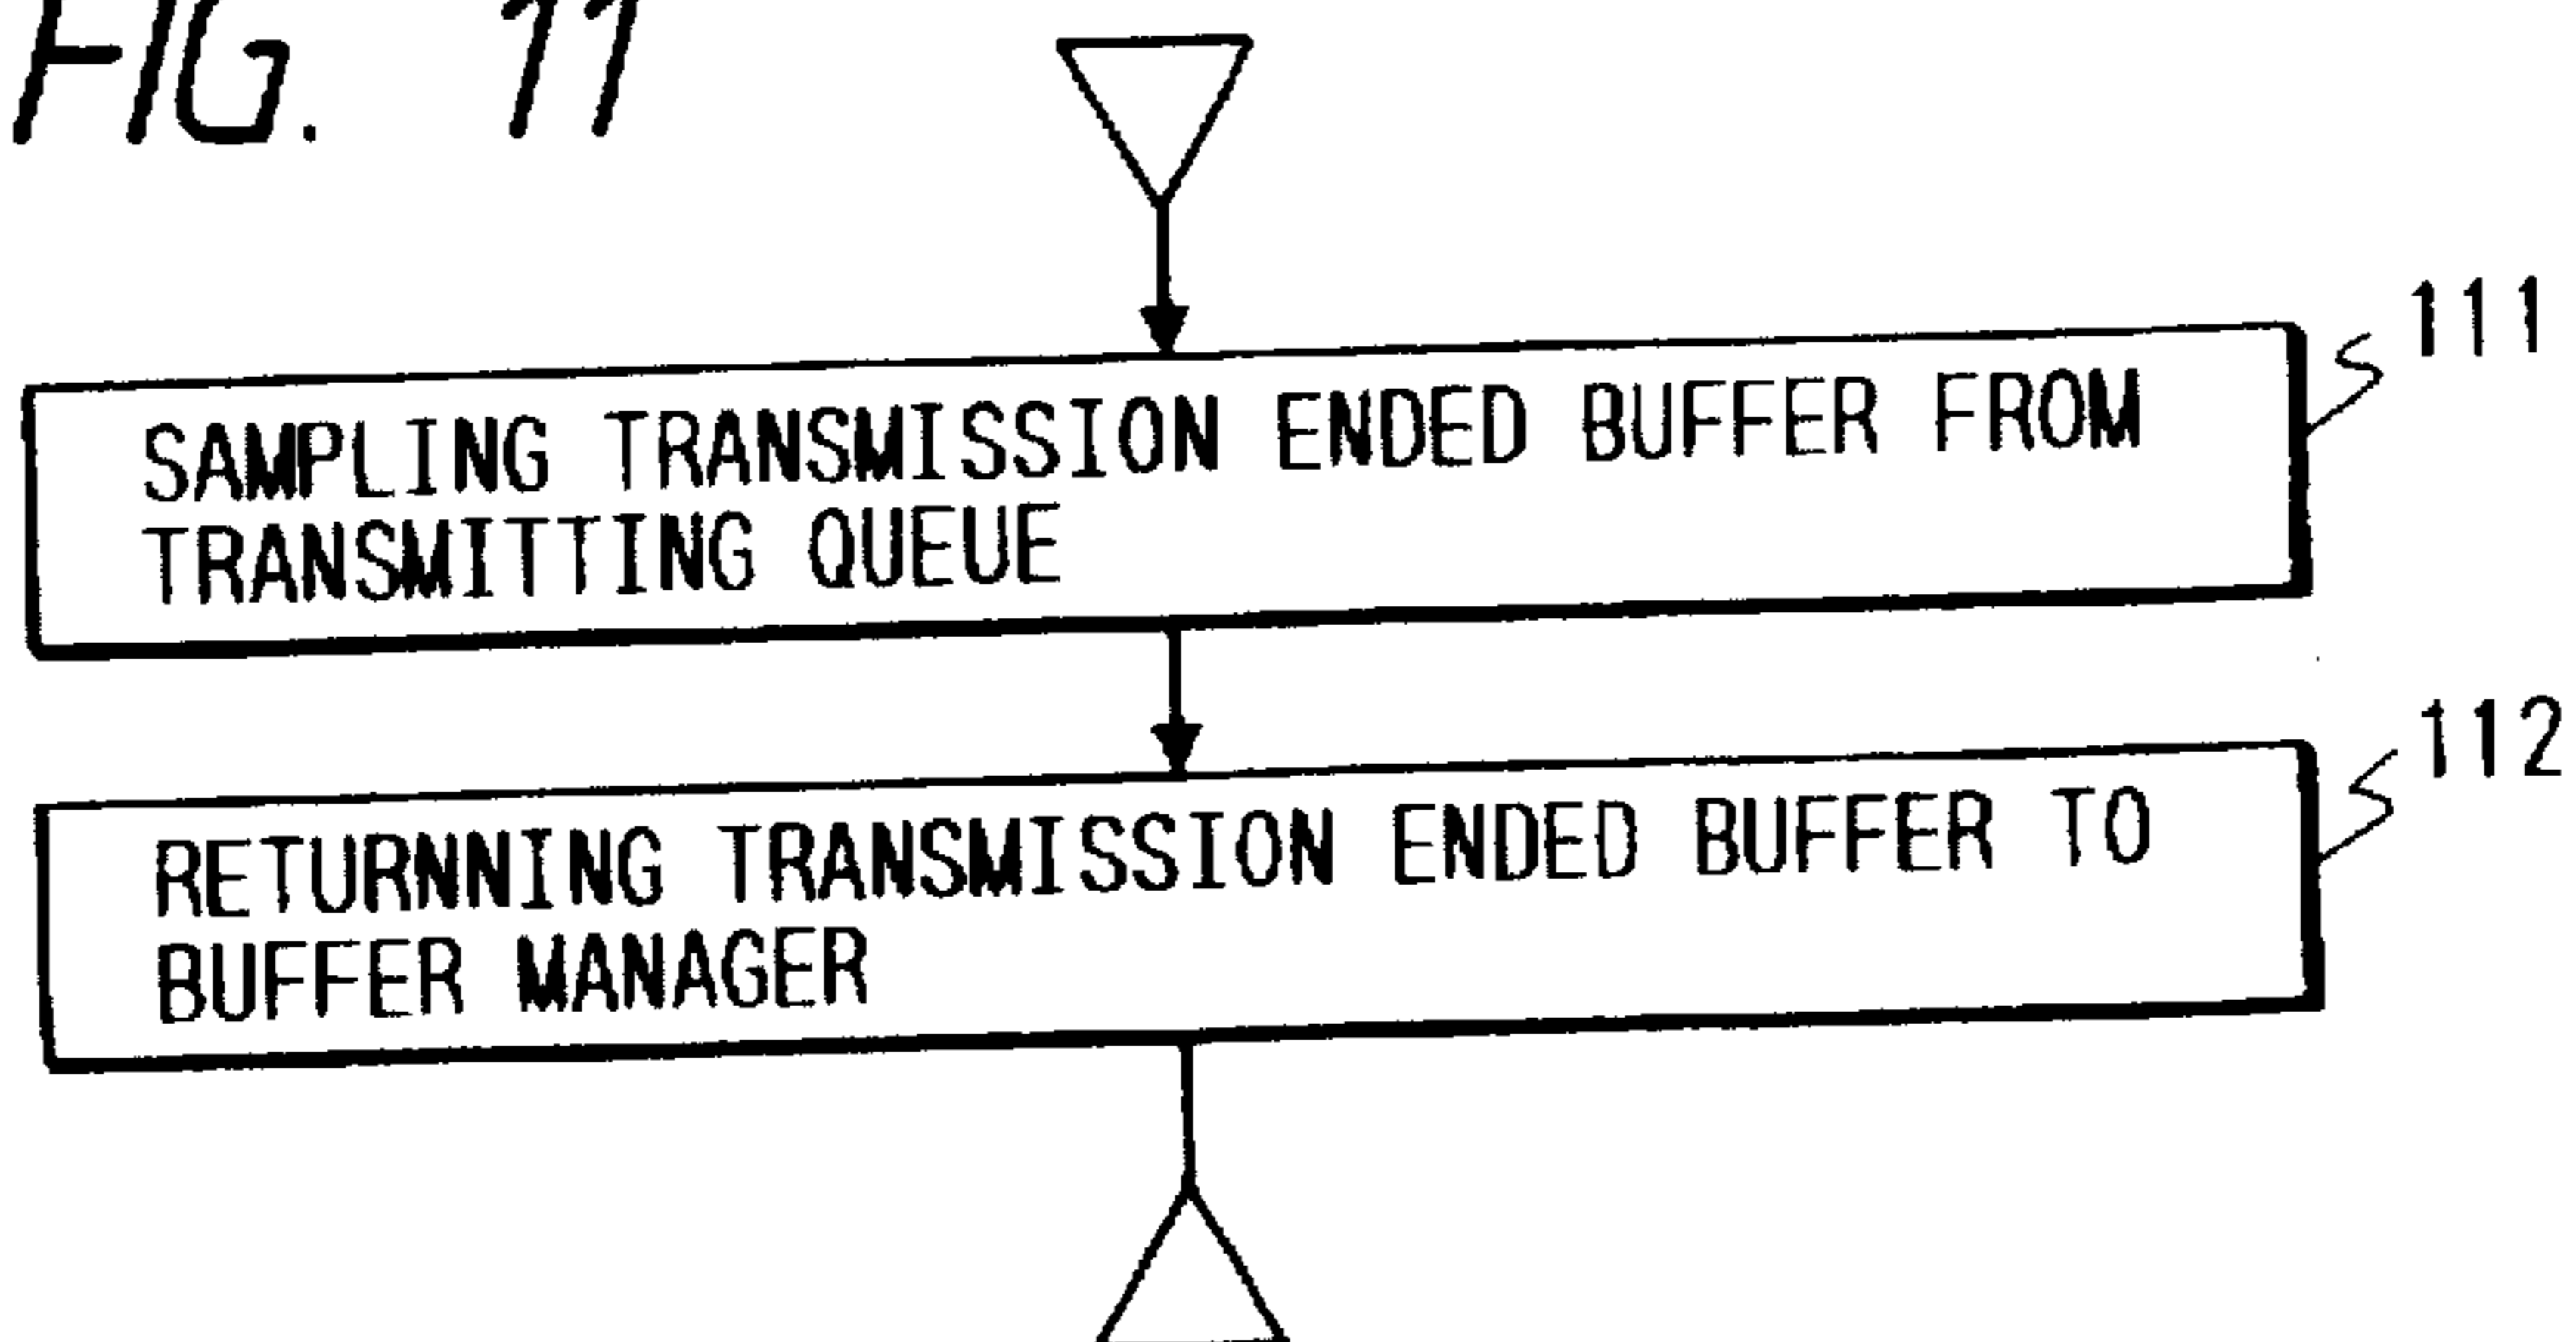 FIG. 11
111
SAMPLING TRANSMISSION ENDED BUFFER FROM
TRANSMITTING QUEUE
112
RETURNNING TRANSMISSION ENDED BUFFER TO
BUFFER MANAGER